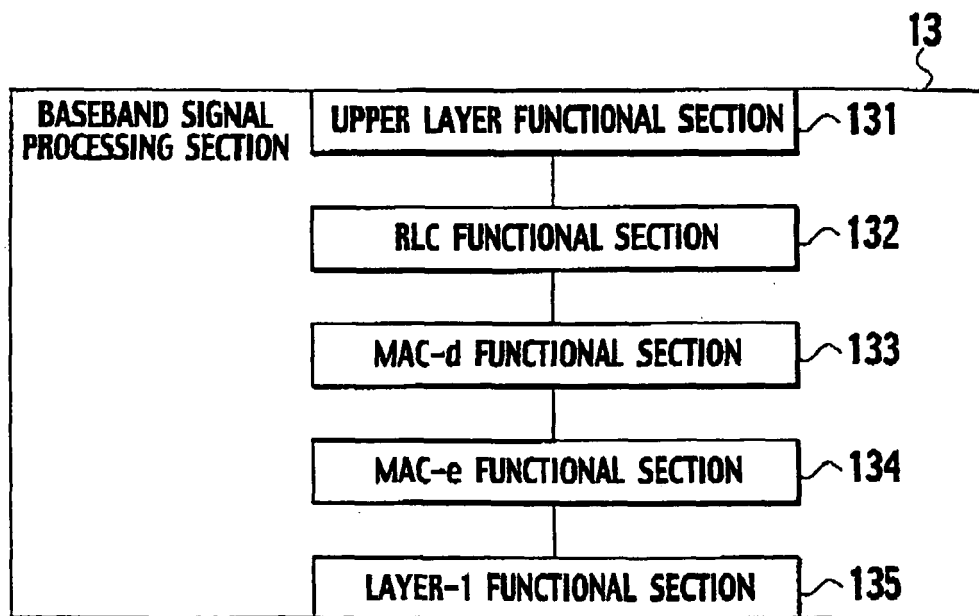 13
BASEBAND SIGNAL
PROCESSING SECTION
UPPER LAYER FUNCTIONAL SECTION
131
RLC FUNCTIONAL SECTION
132
MAC-d FUNCTIONAL SECTION
133
MAC-e FUNCTIONAL SECTION
134
LAYER-1 FUNCTIONAL SECTION
135